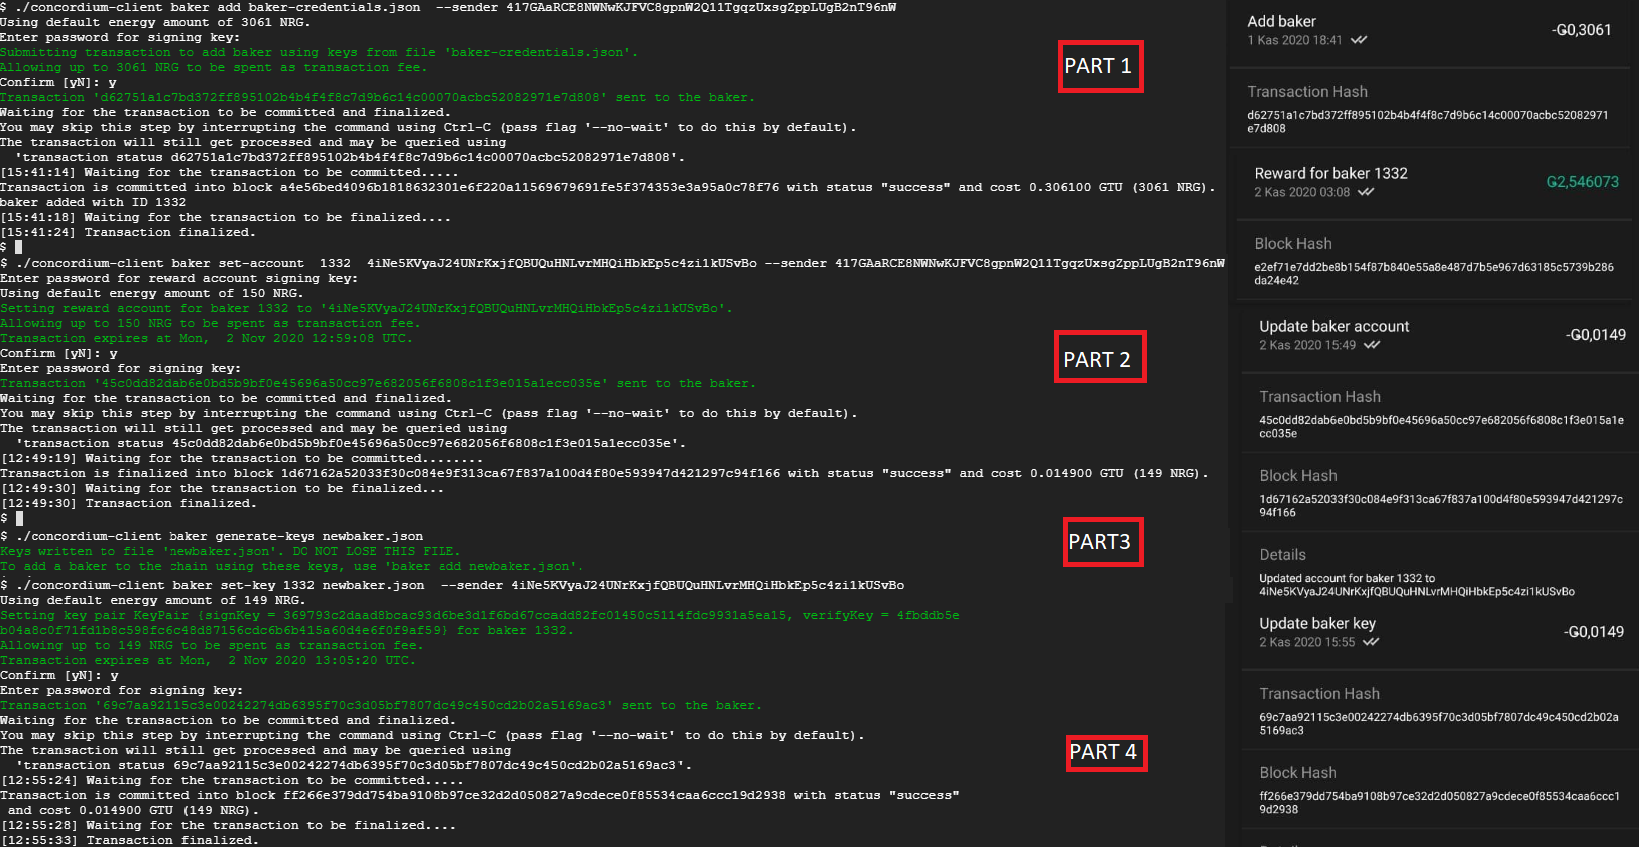 $ ./concordium-client baker add baker-credentials.json  --sender 417GAaRCE8NWNwKJFVC8gpnW2Q11TgqzUxsgZppLUgB2nT96nW
Using default energy amount of 3061 NRG.
Enter password for signing key:
Submitting transaction to add baker using keys from file 'baker-credentials.json'.
Allowing up to 3061 NRG to be spent as transaction fee.
Confirm [yN]: y
Transaction 'd62751a1c7bd372ff895102b4b4f4f8c7d9b6c14c00070acbc52082971e7d808' sent to the baker.
Waiting for the transaction to be committed and finalized.
You may skip this step by interrupting the command using Ctrl-C (pass flag '--no-wait' to do this by default).
The transaction will still get processed and may be queried using
  'transaction status d62751a1c7bd372ff895102b4b4f4f8c7d9b6c14c00070acbc52082971e7d808'.
[15:41:14] Waiting for the transaction to be committed.....
Transaction is committed into block a4e56bed4096b1818632301e6f220a11569679691fe5f374353e3a95a0c78f76 with status "success" and cost 0.306100 GTU (3061 NRG).
baker added with ID 1332
[15:41:18] Waiting for the transaction to be finalized....
[15:41:24] Transaction finalized.
$
PART 1
$ ./concordium-client baker set-account  1332  4iNe5KVyaJ24UNrKxjfQBUQuHNLvrMHQiHbkEp5c4zi1kUSvBo --sender 417GAaRCE8NWNwKJFVC8gpnW2Q11TgqzUxsgZppLUgB2nT96nW
Enter password for reward account signing key:
Using default energy amount of 150 NRG.
Setting reward account for baker 1332 to '4iNe5KVyaJ24UNrKxjfQBUQuHNLvrMHQiHbkEp5c4zi1kUSvBo'.
Allowing up to 150 NRG to be spent as transaction fee.
Transaction expires at Mon,  2 Nov 2020 12:59:08 UTC.
Confirm [yN]: y
Enter password for signing key:
Transaction '45c0dd82dab6e0bd5b9bf0e45696a50cc97e682056f6808c1f3e015a1ecc035e' sent to the baker.
Waiting for the transaction to be committed and finalized.
You may skip this step by interrupting the command using Ctrl-C (pass flag '--no-wait' to do this by default).
The transaction will still get processed and may be queried using
  'transaction status 45c0dd82dab6e0bd5b9bf0e45696a50cc97e682056f6808c1f3e015a1ecc035e'.
[12:49:19] Waiting for the transaction to be committed........
Transaction is finalized into block 1d67162a52033f30c084e9f313ca67f837a100d4f80e593947d421297c94f166 with status "success" and cost 0.014900 GTU (149 NRG).
[12:49:30] Waiting for the transaction to be finalized...
[12:49:30] Transaction finalized.
$
PART 2
$ ./concordium-client baker generate-keys newbaker.json
Keys written to file 'newbaker.json'. DO NOT LOSE THIS FILE.
To add a baker to the chain using these keys, use 'baker add newbaker.json'.
PART3
$ ./concordium-client baker set-key 1332 newbaker.json  --sender 4iNe5KVyaJ24UNrKxjfQBUQuHNLvrMHQiHbkEp5c4zi1kUSvBo
Using default energy amount of 149 NRG.
Setting key pair KeyPair {signKey = 369793c2daad8bcac93d6be3d1f6bd67ccadd82fc01450c5114fdc9931a5ea15, verifyKey = 4fbddb5e
b04a8c0f71fd1b8c598fc6c48d87156cdc6b6b415a60d4e6f0f9af59} for baker 1332.
Allowing up to 149 NRG to be spent as transaction fee.
Transaction expires at Mon,  2 Nov 2020 13:05:20 UTC.
Confirm [yN]: y
Enter password for signing key:
Transaction '69c7aa92115c3e00242274db6395f70c3d05bf7807dc49c450cd2b02a5169ac3' sent to the baker.
Waiting for the transaction to be committed and finalized.
You may skip this step by interrupting the command using Ctrl-C (pass flag '--no-wait' to do this by default).
The transaction will still get processed and may be queried using
  'transaction status 69c7aa92115c3e00242274db6395f70c3d05bf7807dc49c450cd2b02a5169ac3'.
[12:55:24] Waiting for the transaction to be committed.....
Transaction is committed into block ff266e379dd754ba9108b97ce32d2d050827a9cdece0f85534caa6ccc19d2938 with status "success"
 and cost 0.014900 GTU (149 NRG).
[12:55:28] Waiting for the transaction to be finalized....
[12:55:33] Transaction finalized.
PART 4
Add baker
-G0,3061
1 Kas 2020 18:41
Transaction Hash
d62751a1c7bd372ff895102b4b4f4f8c7d9b6c14c00070acbc52082971
e7d808
Reward for baker 1332
G2,546073
2 Kas 2020 03:08
Block Hash
e2ef71e7dd2be8b154f87b840e55a8e487d7b5e967d63185c5739b286
da24e42
Update baker account
-G0,0149
2 Kas 2020 15:49
Transaction Hash
45c0dd82dab6e0bd5b9bf0e45696a50cc97e682056f6808c1f3e015a1e
cc035e
Block Hash
1d67162a52033f30c084e9f313ca67f837a100d4f80e593947d421297c
94f166
Details
Updated account for baker 1332 to
4iNe5KVyaJ24UNrKxjfQBUQuHNLvrMHQiHbkEp5c4zi1kUSvBo
Update baker key
-G0,0149
2 Kas 2020 15:55
Transaction Hash
69c7aa92115c3e00242274db6395f70c3d05bf7807dc49c450cd2b02a
5169ac3
Block Hash
ff266e379dd754ba9108b97ce32d2d050827a9cdece0f85534caa6ccc1
9d2938